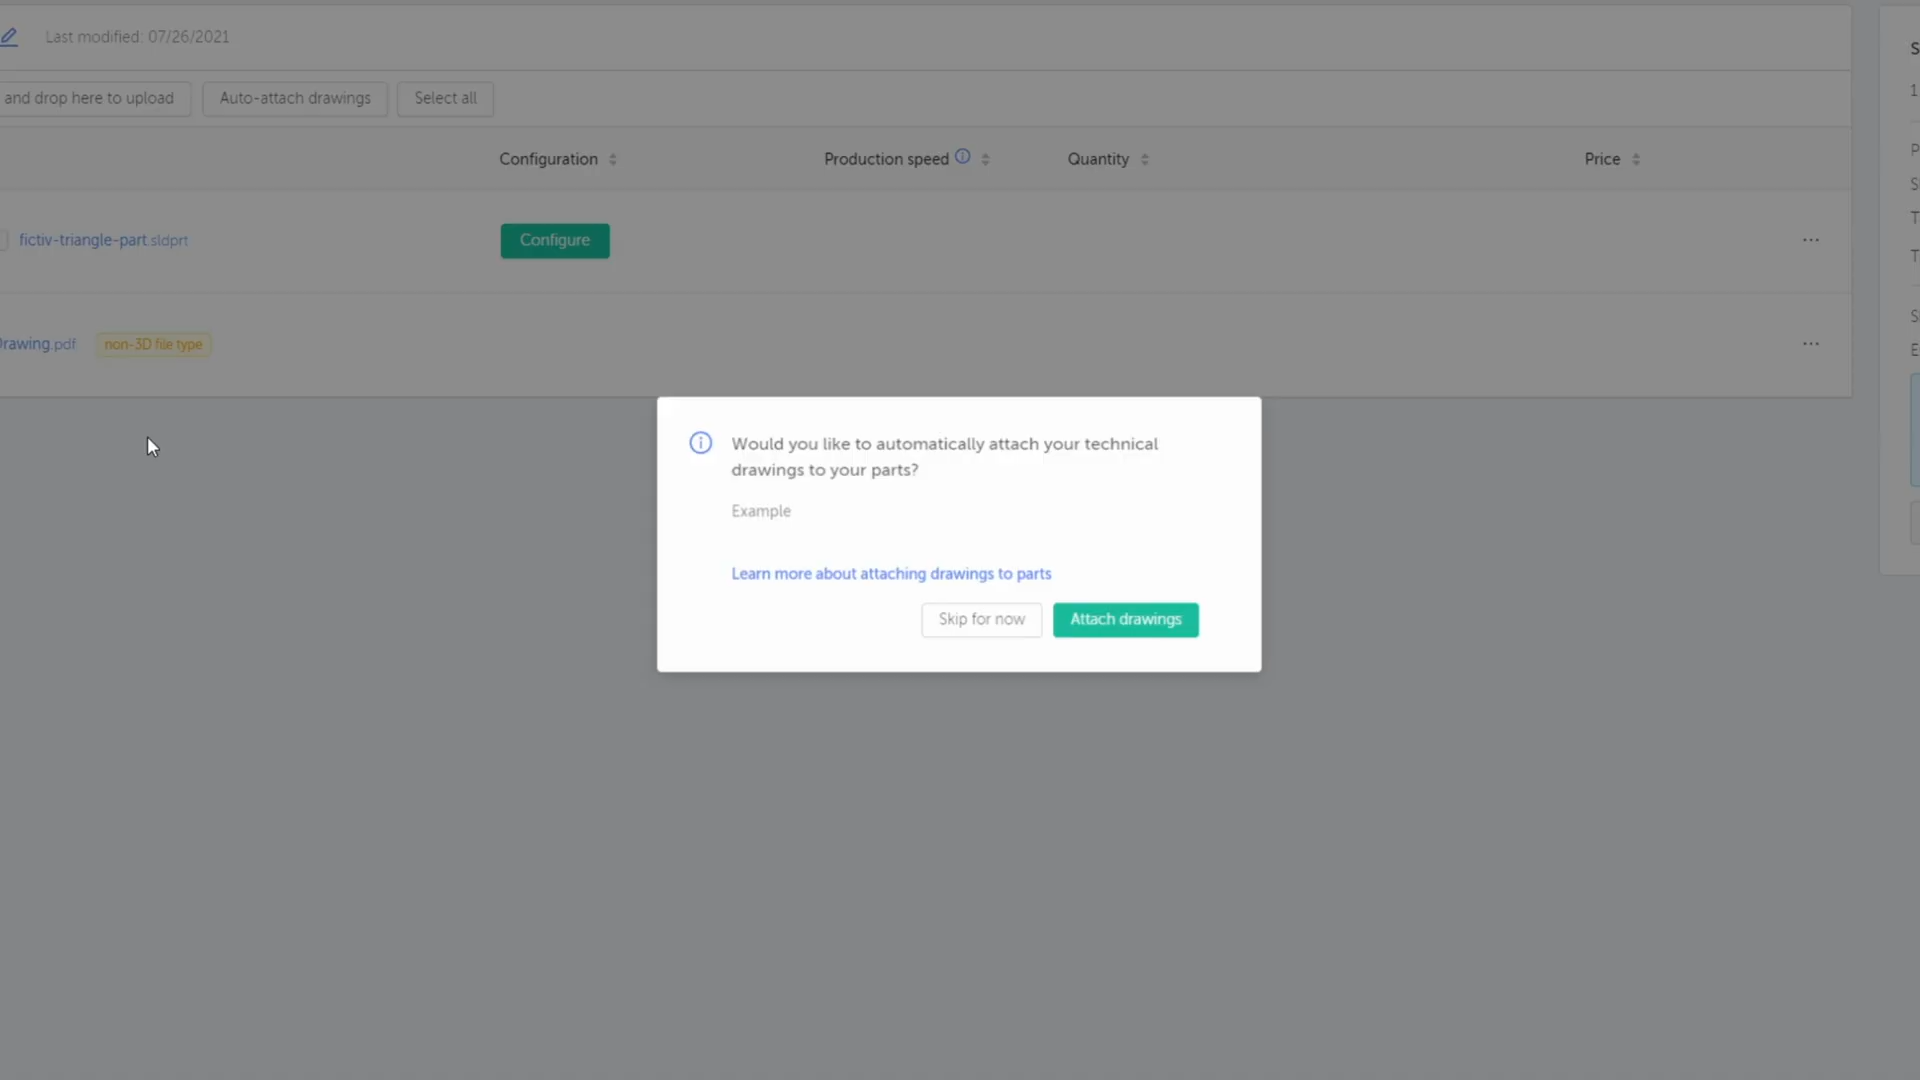 Last modified: 07/26/2021
and drop here to upload
Auto-attach drawings
Select all
Configuration
Production speed
Quantity
Price
fictiv-triangle-part.sldprt
Configure
Drawing.pdf
non-3D file type
Would you like to automatically attach your technical
drawings to your parts?
Example
Learn more about attaching drawings to parts
Skip for now
Attach drawings